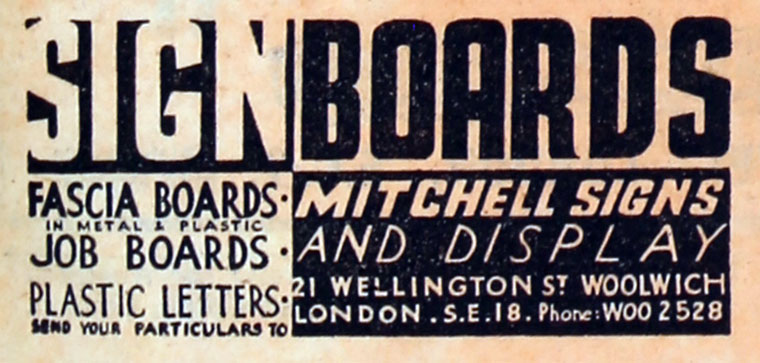 SIGNBOARDS
FASCIA BOARDS·
IN METAL & PLASTIC
JOB BOARDS·
PLASTIC LETTERS·
SEND YOUR PARTICULARS TO
MITCHELL SIGNS
AND DISPLAY
21 WELLINGTON ST WOOLWICH
LONDON.S.E.18. Phone: WOO 2528